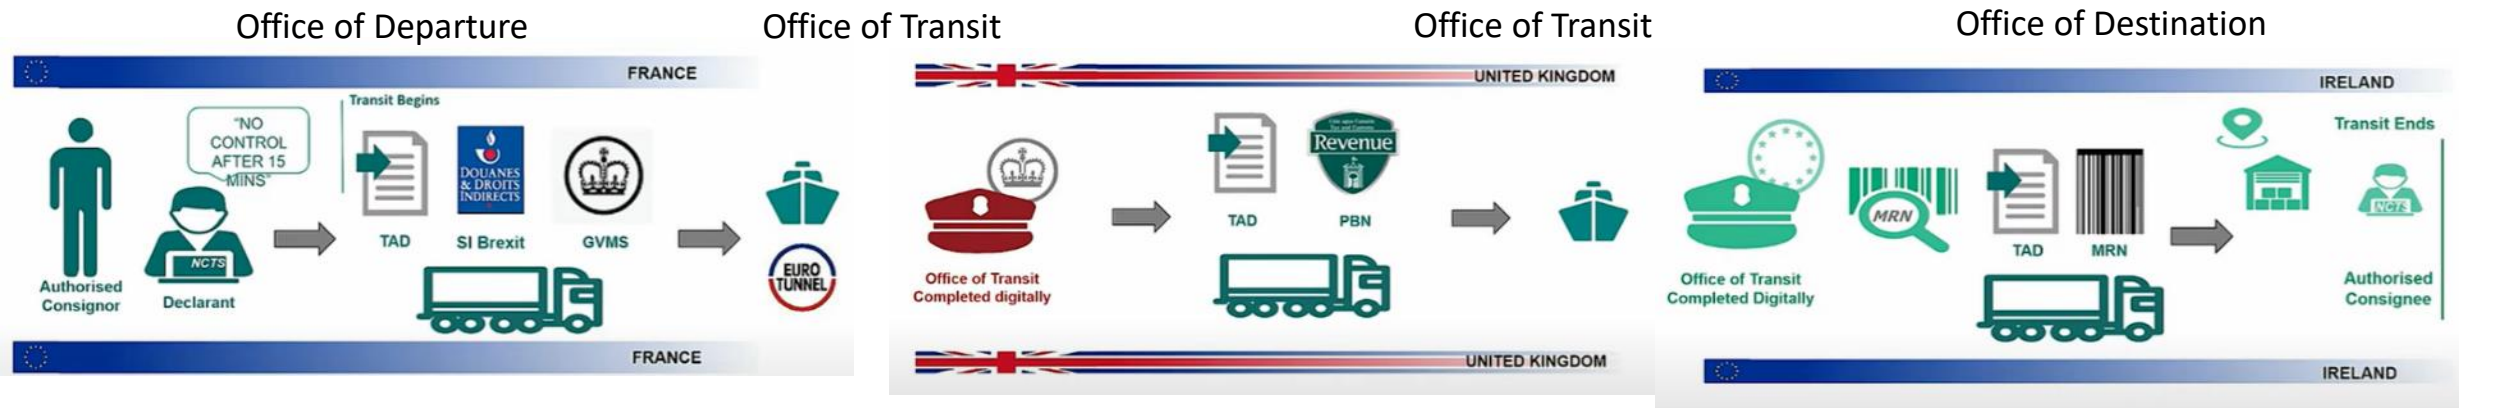 Office of Departure
Office of Transit
Office of Transit
Office of Destination
FRANCE
Transit Begins
"NO
CONTROL
AFTER 15
MINS"
DOUANES
& DROITS
INDIRECTS
NCTS
TAD
SI Brexit
GVMS
Authorised
Consignor
Declarant
EURO
TUNNEL
FRANCE
UNITED KINGDOM
Revenue
TAD
PBN
Office of Transit
Completed digitally
UNITED KINGDOM
IRELAND
Transit Ends
MRN
NCTS
TAD
MRN
Office of Transit
Completed Digitally
Authorised
Consignee
IRELAND